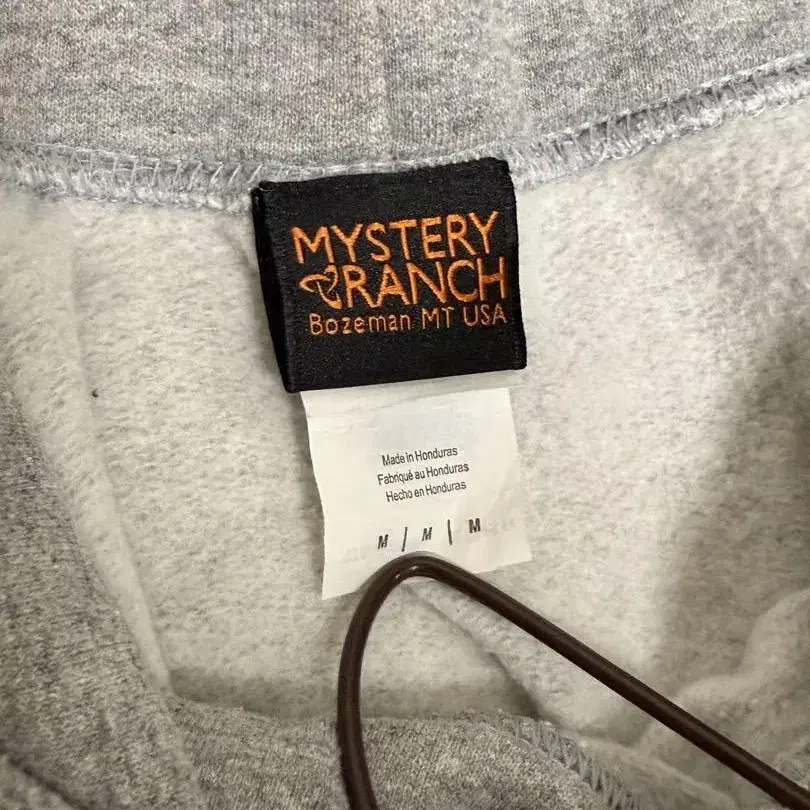 MYSTERY
RANCH
Bozeman MT USA
Made in Honduras
Fabriqué au Honduras
Hecho en Honduras
M | M | M